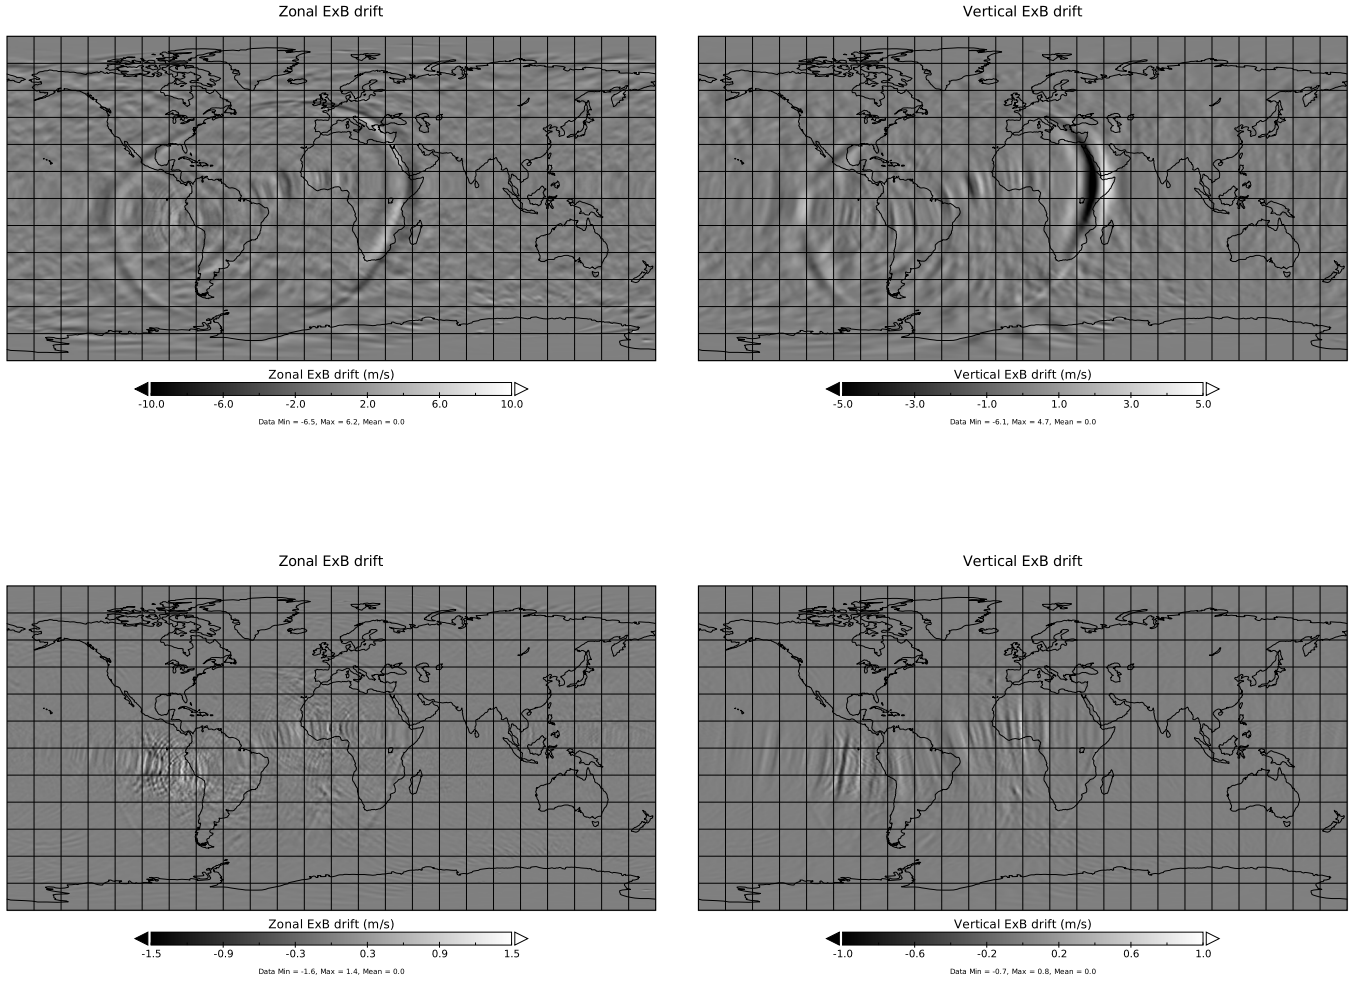 Zonal ExB drift
Vertical ExB drift
Zonal ExB drift (m/s)
-10.0 -6.0 -2.0 2.0 6.0 10.0
Data Min = -6.5, Max = 6.2, Mean = 0.0
Vertical ExB drift (m/s)
-5.0 -3.0 -1.0 1.0 3.0 5.0
Data Min = -6.1, Max = 4.7, Mean = 0.0
Zonal ExB drift
Vertical ExB drift
Zonal ExB drift (m/s)
-1.5 -0.9 -0.3 0.3 0.9 1.5
Data Min = -1.6, Max = 1.4, Mean = 0.0
Vertical ExB drift (m/s)
-1.0 -0.6 -0.2 0.2 0.6 1.0
Data Min = -0.7, Max = 0.8, Mean = 0.0